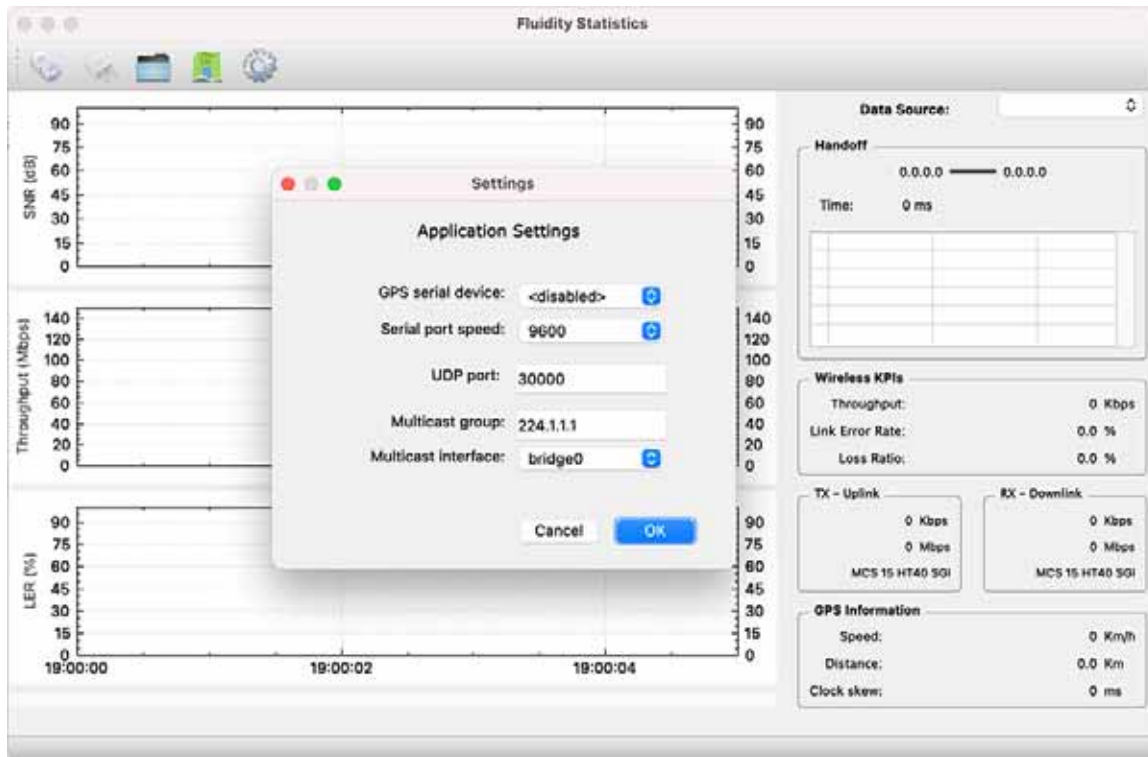 Fluidity Statistics
90
75
60
45
30
15
0
SNR (dB)
90
75
60
45
30
15
0
140
120
100
80
60
40
20
0
Throughput (Mbps)
140
120
100
80
60
40
20
0
90
75
60
45
30
15
0
LER (%)
90
75
60
45
30
15
0
19:00:00 19:00:02 19:00:04
Settings
Application Settings
GPS serial device: <disabled>
Serial port speed: 9600
UDP port: 30000
Multicast group: 224.1.1.1
Multicast interface: bridge0
Cancel OK
Data Source:
Handoff
0.0.0.0 0.0.0.0
Time: 0 ms
Wireless KPIs
Throughput: 0 Kbps
Link Error Rate: 0.0 %
Loss Ratio: 0.0 %
TX - Uplink
0 Kbps
0 Mbps
MCS 15 HT40 SGI
RX - Downlink
0 Kbps
0 Mbps
MCS 15 HT40 SGI
GPS Information
Speed: 0 Km/h
Distance: 0.0 Km
Clock skew: 0 ms